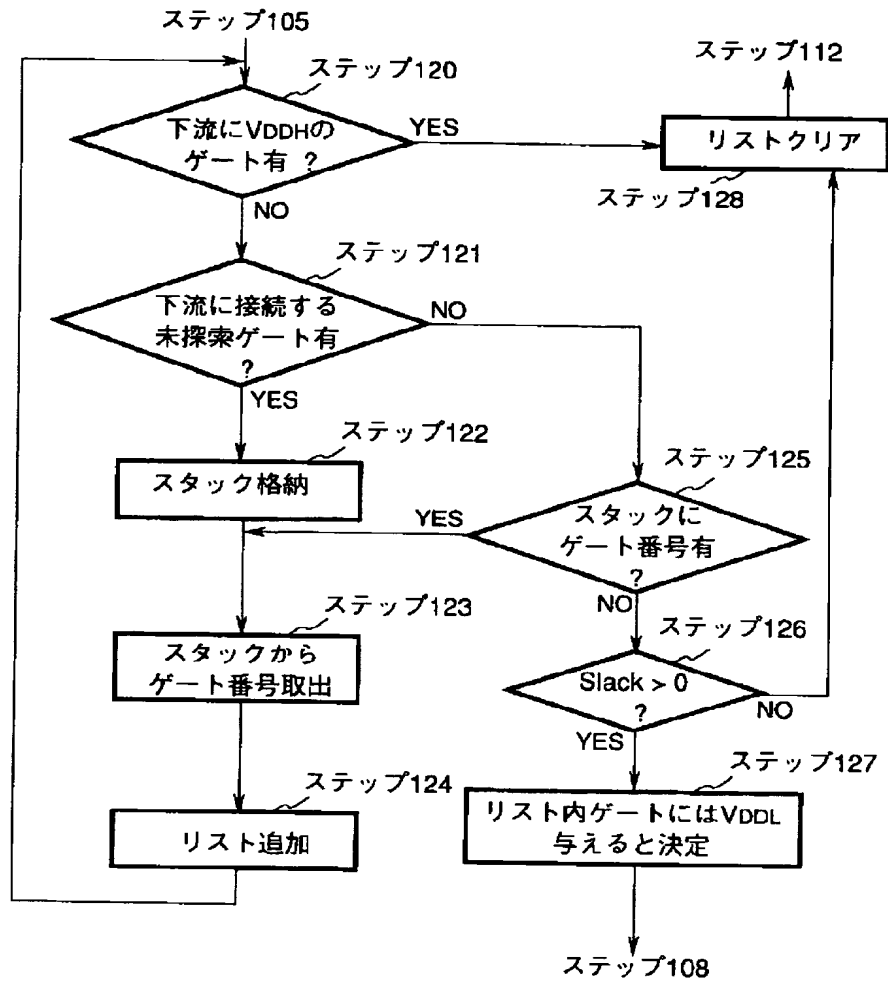 ステップ105
ステップ120
ステップ112
下流にVDDHの
ゲート有 ?
YES
リストクリア
ステップ128
NO
ステップ121
下流に接続する
未探索ゲート有
?
NO
YES
ステップ122
スタック格納
ステップ125
YES
スタックに
ゲート番号有
?
NO
ステップ123
スタックから
ゲート番号取出
ステップ126
Slack > 0
?
NO
YES
ステップ124
リスト追加
ステップ127
リスト内ゲートにはVDDL
与えると決定
ステップ108